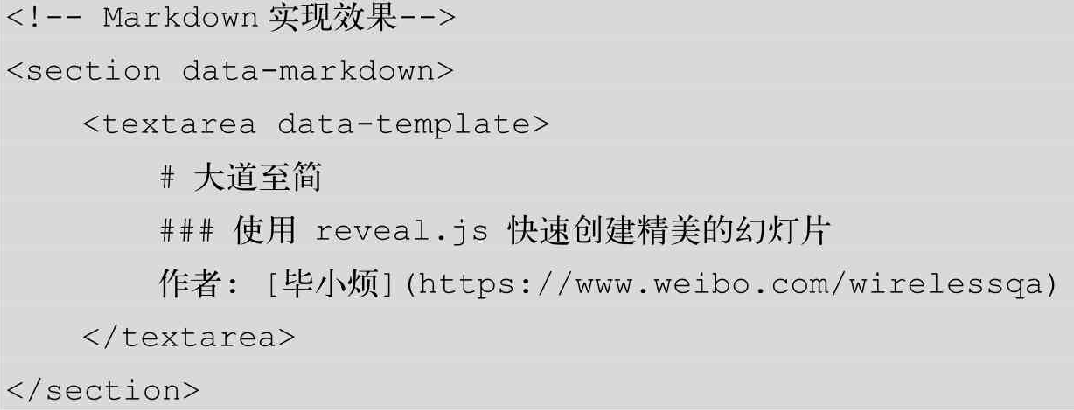 <!-- Markdown 实现效果-->
<section data-markdown>
    <textarea data-template>
        # 大道至简
        ### 使用 reveal.js 快速创建精美的幻灯片
        作者: [毕小烦](https://www.weibo.com/wirelessqa)
    </textarea>
</section>